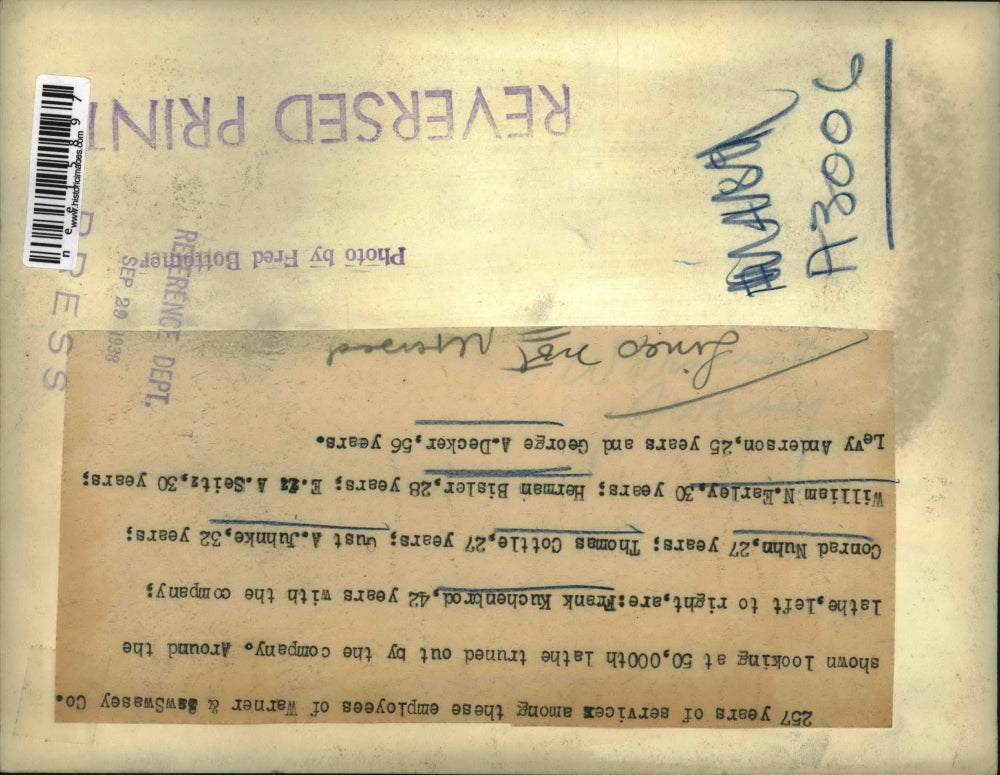 257 years of services among these employees of Warner & Swasey Co.
shown looking at 50,000th lathe truned out by the company. Around the
lathe,left to right,are:Frank Kuchenbrod,42 years with the company;
Conrad Nuhn,27 years; Thomas Cottle,27 years; Gust A.Juhnke,32 years;
William N.Earley,30 years; Herman Bisler,28 years; E. A.Seitz,30 years;
Levy Anderson,25 years and George A.Decker,56 years.
not Reversed
Photo by Fred Bottomer
REVERSED PRINT
PRESS
REFERENCE DEPT.
SEP 29 1938
A3006
www.historicimages.com